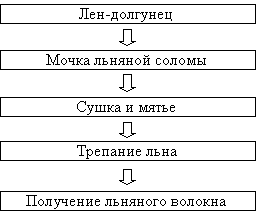 Лен-долгунец
Мочка льняной соломы
Сушка и мятье
Трепание льна
Получение льняного волокна